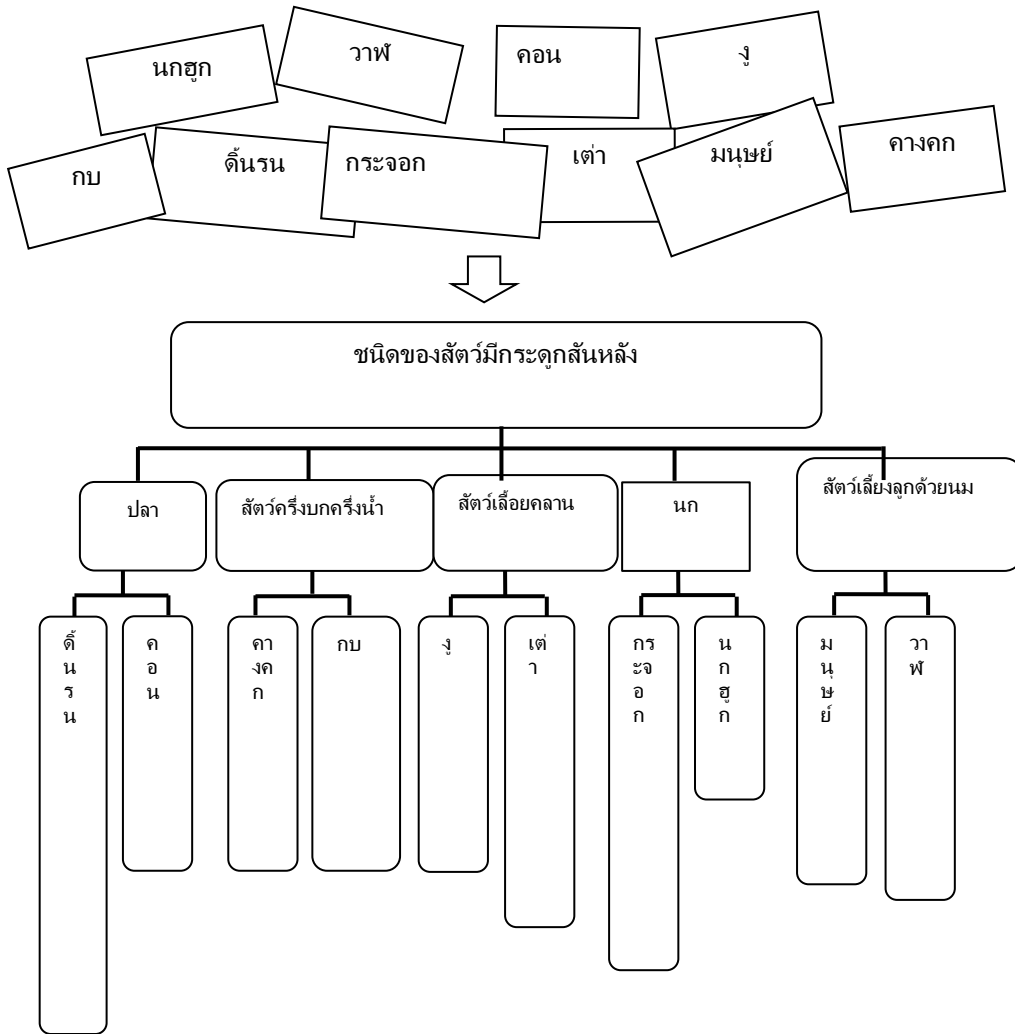 นกฮูก
วาฬ
คอน
งู
กบ
ดิ้นรน
กระจอก
เต่า
มนุษย์
คางคก
ชนิดของสัตว์มีกระดูกสันหลัง
ปลา
สัตว์ครึ่งบกครึ่งน้ำ
สัตว์เลื้อยคลาน
นก
สัตว์เลี้ยงลูกด้วยนม
ดิ้
น
ร
น
ค
อ
น
คา
งค
ก
กบ
งู
เต่
า
กร
ะจ
อ
ก
น
ก
ฮู
ก
ม
นุ
ษ
ย์
วา
ฬ